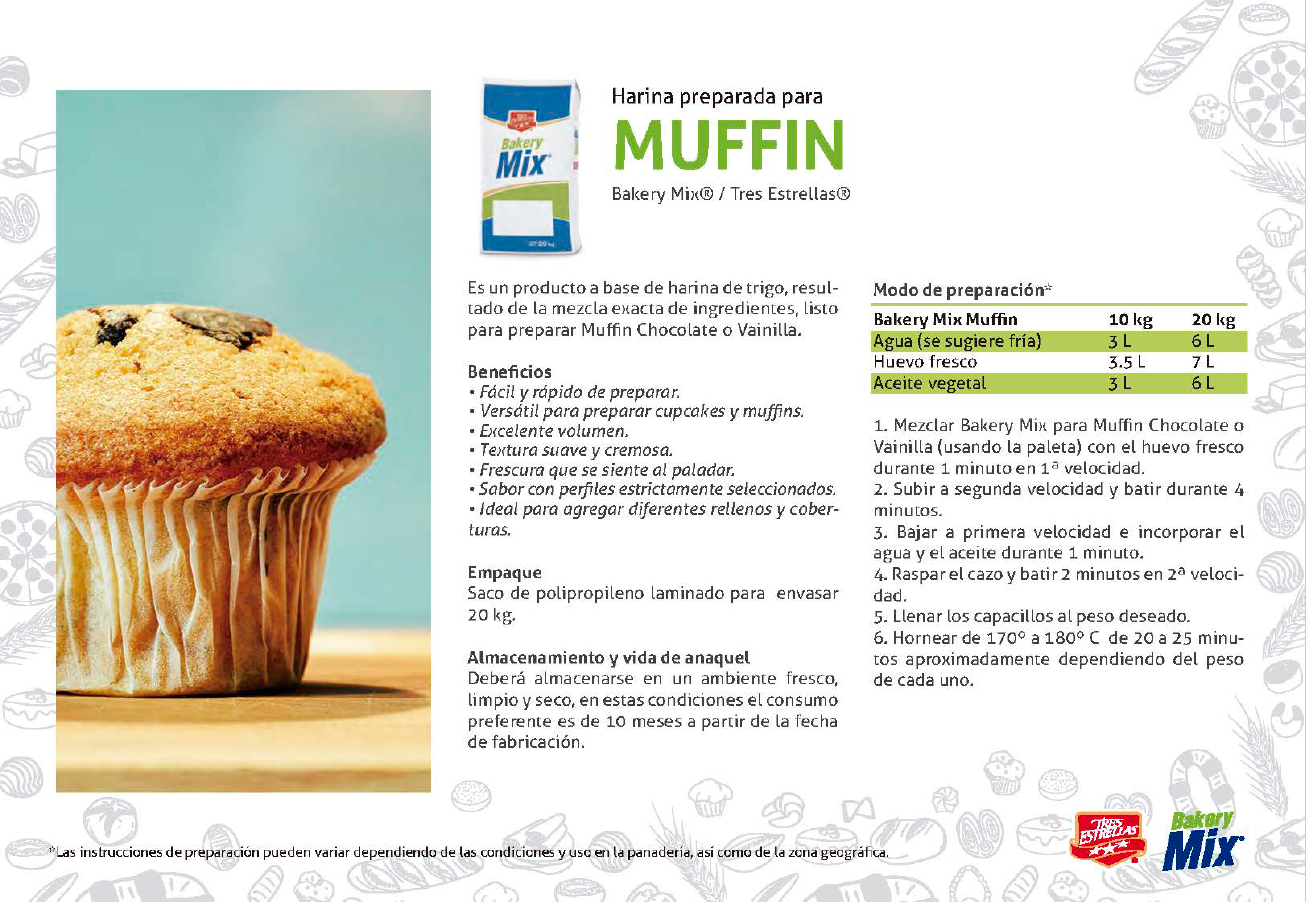 TRES
ESTRELLAS
Bakery
Mix
20 kg
Harina preparada para
MUFFIN
Bakery Mix® / Tres Estrellas®
Es un producto a base de harina de trigo, resul-
tado de la mezcla exacta de ingredientes, listo
para preparar Muffin Chocolate o Vainilla.
Beneficios
• Fácil y rápido de preparar.
• Versátil para preparar cupcakes y muffins.
• Excelente volumen.
• Textura suave y cremosa.
• Frescura que se siente al paladar.
• Sabor con perfiles estrictamente seleccionados.
• Ideal para agregar diferentes rellenos y cober-
turas.
Empaque
Saco de polipropileno laminado para envasar
20 kg.
Almacenamiento y vida de anaquel
Deberá almacenarse en un ambiente fresco,
limpio y seco, en estas condiciones el consumo
preferente es de 10 meses a partir de la fecha
de fabricación.
Modo de preparación*
Bakery Mix Muffin 10 kg 20 kg
Agua (se sugiere fría) 3 L 6 L
Huevo fresco 3.5 L 7 L
Aceite vegetal 3 L 6 L
1. Mezclar Bakery Mix para Muffin Chocolate o
Vainilla (usando la paleta) con el huevo fresco
durante 1 minuto en 1ª velocidad.
2. Subir a segunda velocidad y batir durante 4
minutos.
3. Bajar a primera velocidad e incorporar el
agua y el aceite durante 1 minuto.
4. Raspar el cazo y batir 2 minutos en 2ª veloci-
dad.
5. Llenar los capacillos al peso deseado.
6. Hornear de 170º a 180º C de 20 a 25 minu-
tos aproximadamente dependiendo del peso
de cada uno.
*Las instrucciones de preparación pueden variar dependiendo de las condiciones y uso en la panadería, así como de la zona geográfica.
TRES
ESTRELLAS
Bakery
Mix